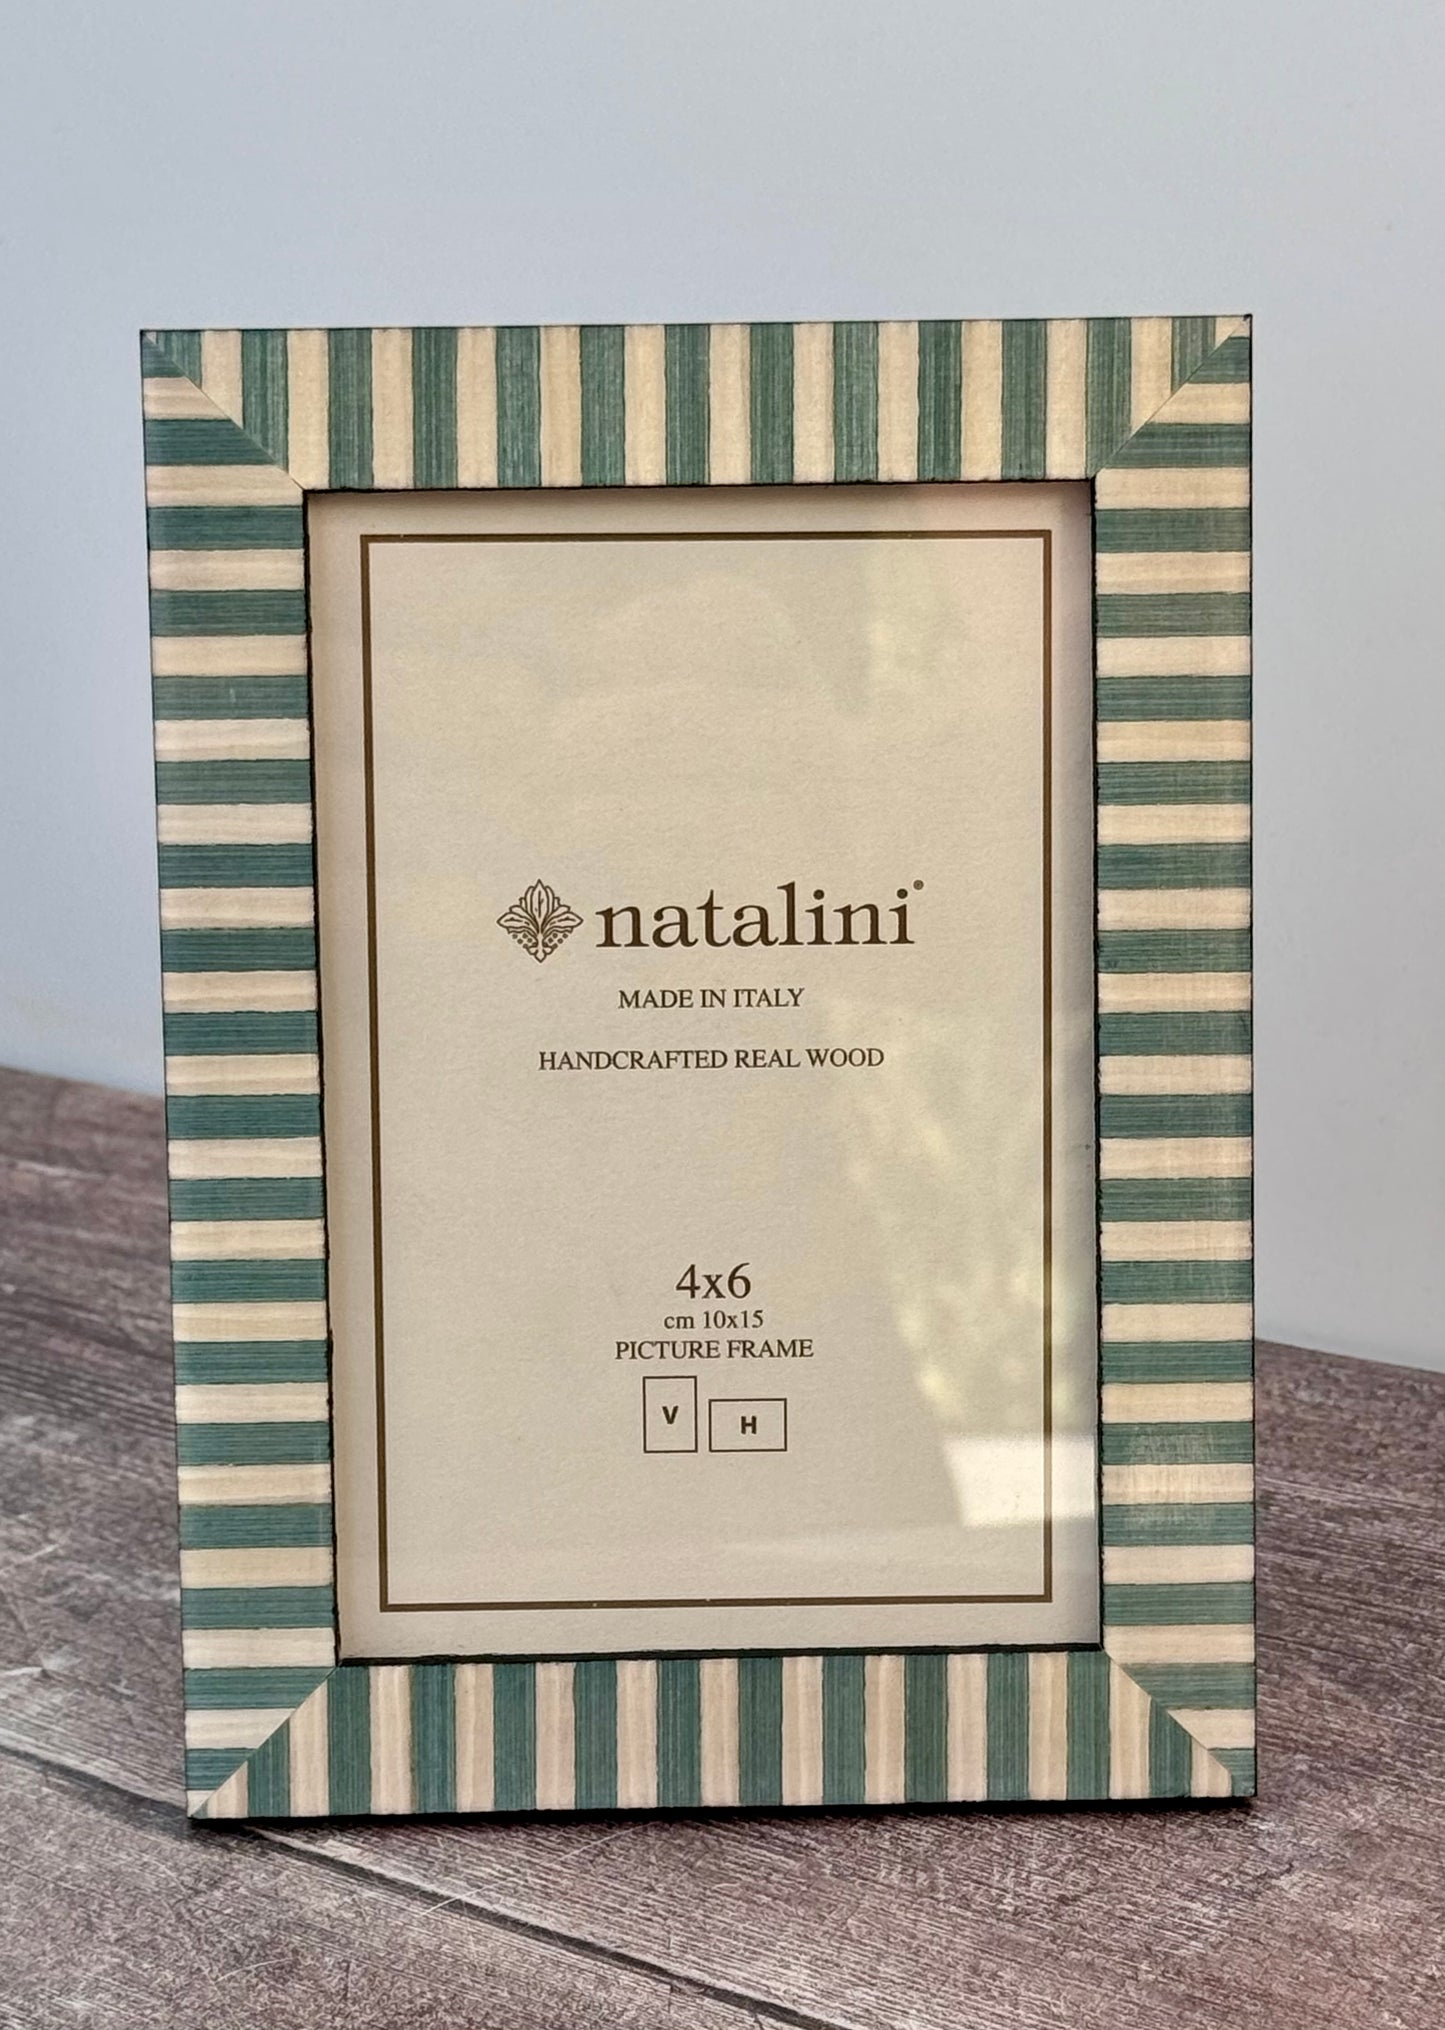 natalini®
MADE IN ITALY
HANDCRAFTED REAL WOOD
4x6
cm 10x15
PICTURE FRAME
V H